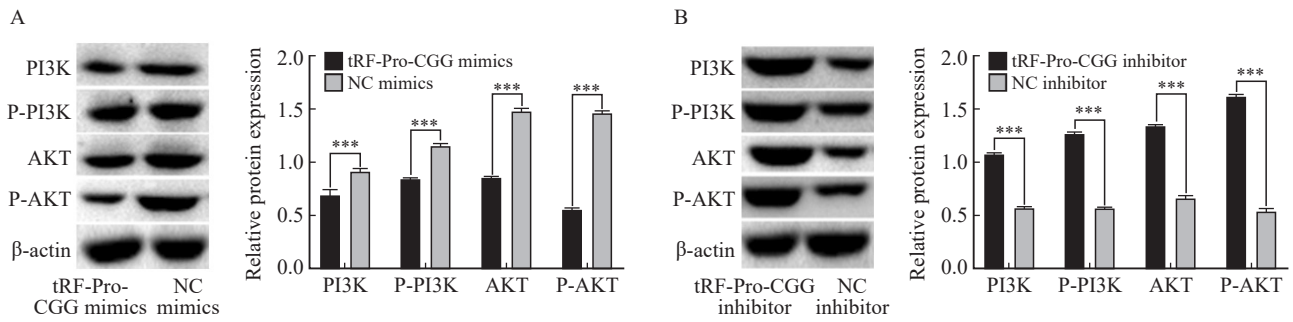 A
PI3K
P-PI3K
AKT
P-AKT
β-actin
tRF-Pro-
CGG mimics
NC
mimics
Relative protein expression
2.0
1.5
1.0
0.5
0.0
tRF-Pro-CGG mimics
NC mimics
***
***
***
***
PI3K
P-PI3K
AKT
P-AKT
B
PI3K
P-PI3K
AKT
P-AKT
β-actin
tRF-Pro-CGG
inhibitor
NC
inhibitor
Relative protein expression
2.0
1.5
1.0
0.5
0.0
tRF-Pro-CGG inhibitor
NC inhibitor
***
***
***
***
PI3K
P-PI3K
AKT
P-AKT